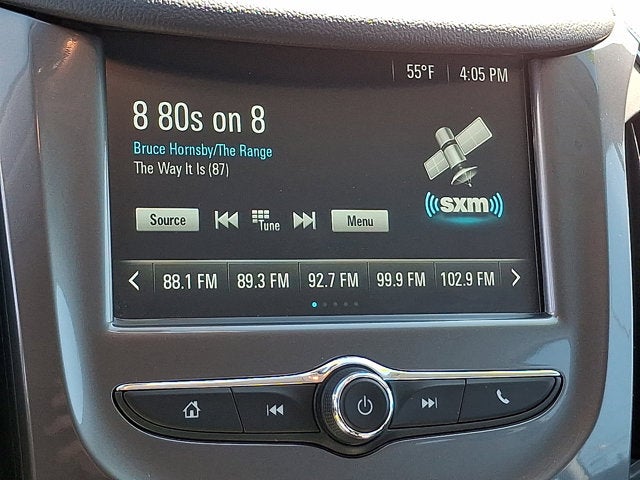 55°F 4:05 PM
8 80s on 8
Bruce Hornsby/The Range
The Way It Is (87)
sxm
Source Tune Menu
88.1 FM 89.3 FM 92.7 FM 99.9 FM 102.9 FM